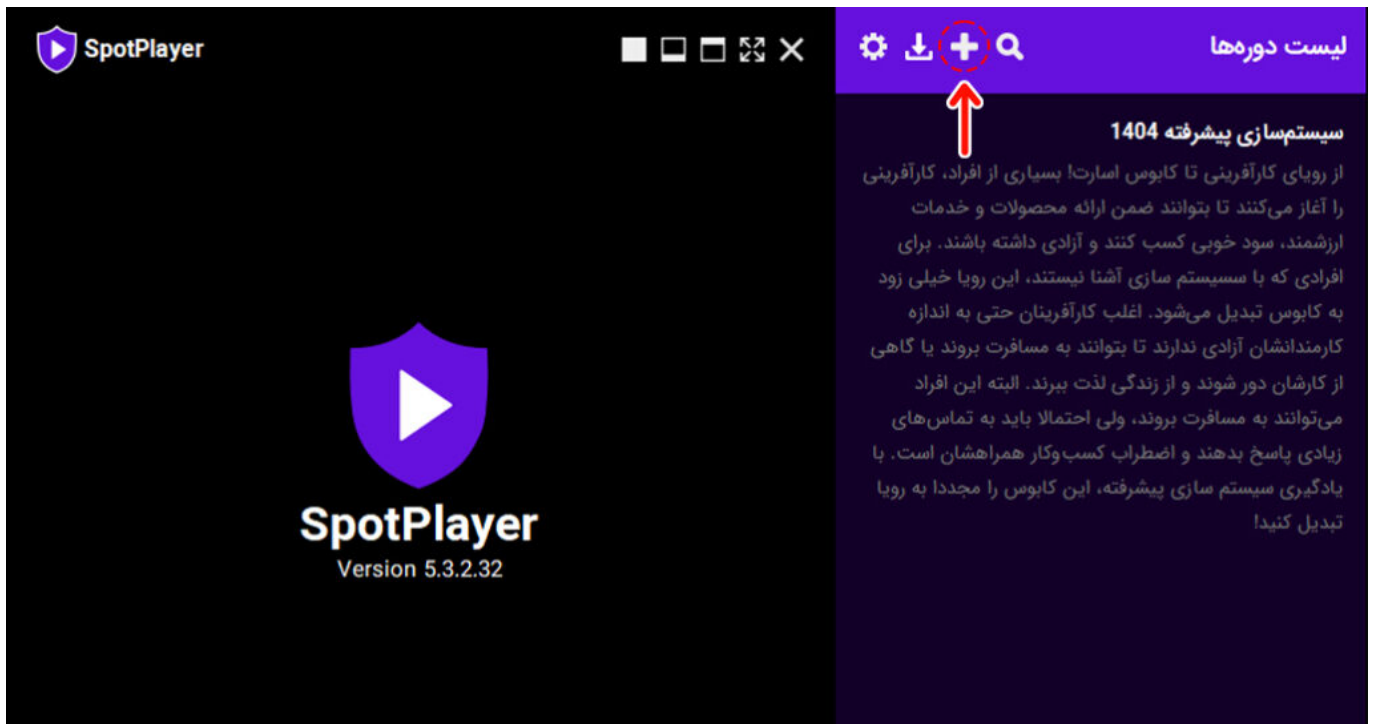 SpotPlayer
لیست دوره‌ها
سیستم‌سازی پیشرفته 1404
از رویای کارآفرینی تا کابوس اسارت! بسیاری از افراد، کارآفرینی
را آغاز می‌کنند تا بتوانند ضمن ارائه محصولات و خدمات
ارزشمند، سود خوبی کسب کنند و آزادی داشته باشند. برای
افرادی که با سسیستم سازی آشنا نیستند، این رویا خیلی زود
به کابوس تبدیل می‌شود. اغلب کارآفرینان حتی به اندازه
کارمندانشان آزادی ندارند تا بتوانند به مسافرت بروند یا گاهی
از کارشان دور شوند و از زندگی لذت ببرند. البته این افراد
می‌توانند به مسافرت بروند، ولی احتمالا باید به تماس‌های
زیادی پاسخ بدهند و اضطراب کسب‌وکار همراهشان است. با
یادگیری سیستم سازی پیشرفته، این کابوس را مجددا به رویا
تبدیل کنید!
SpotPlayer
Version 5.3.2.32